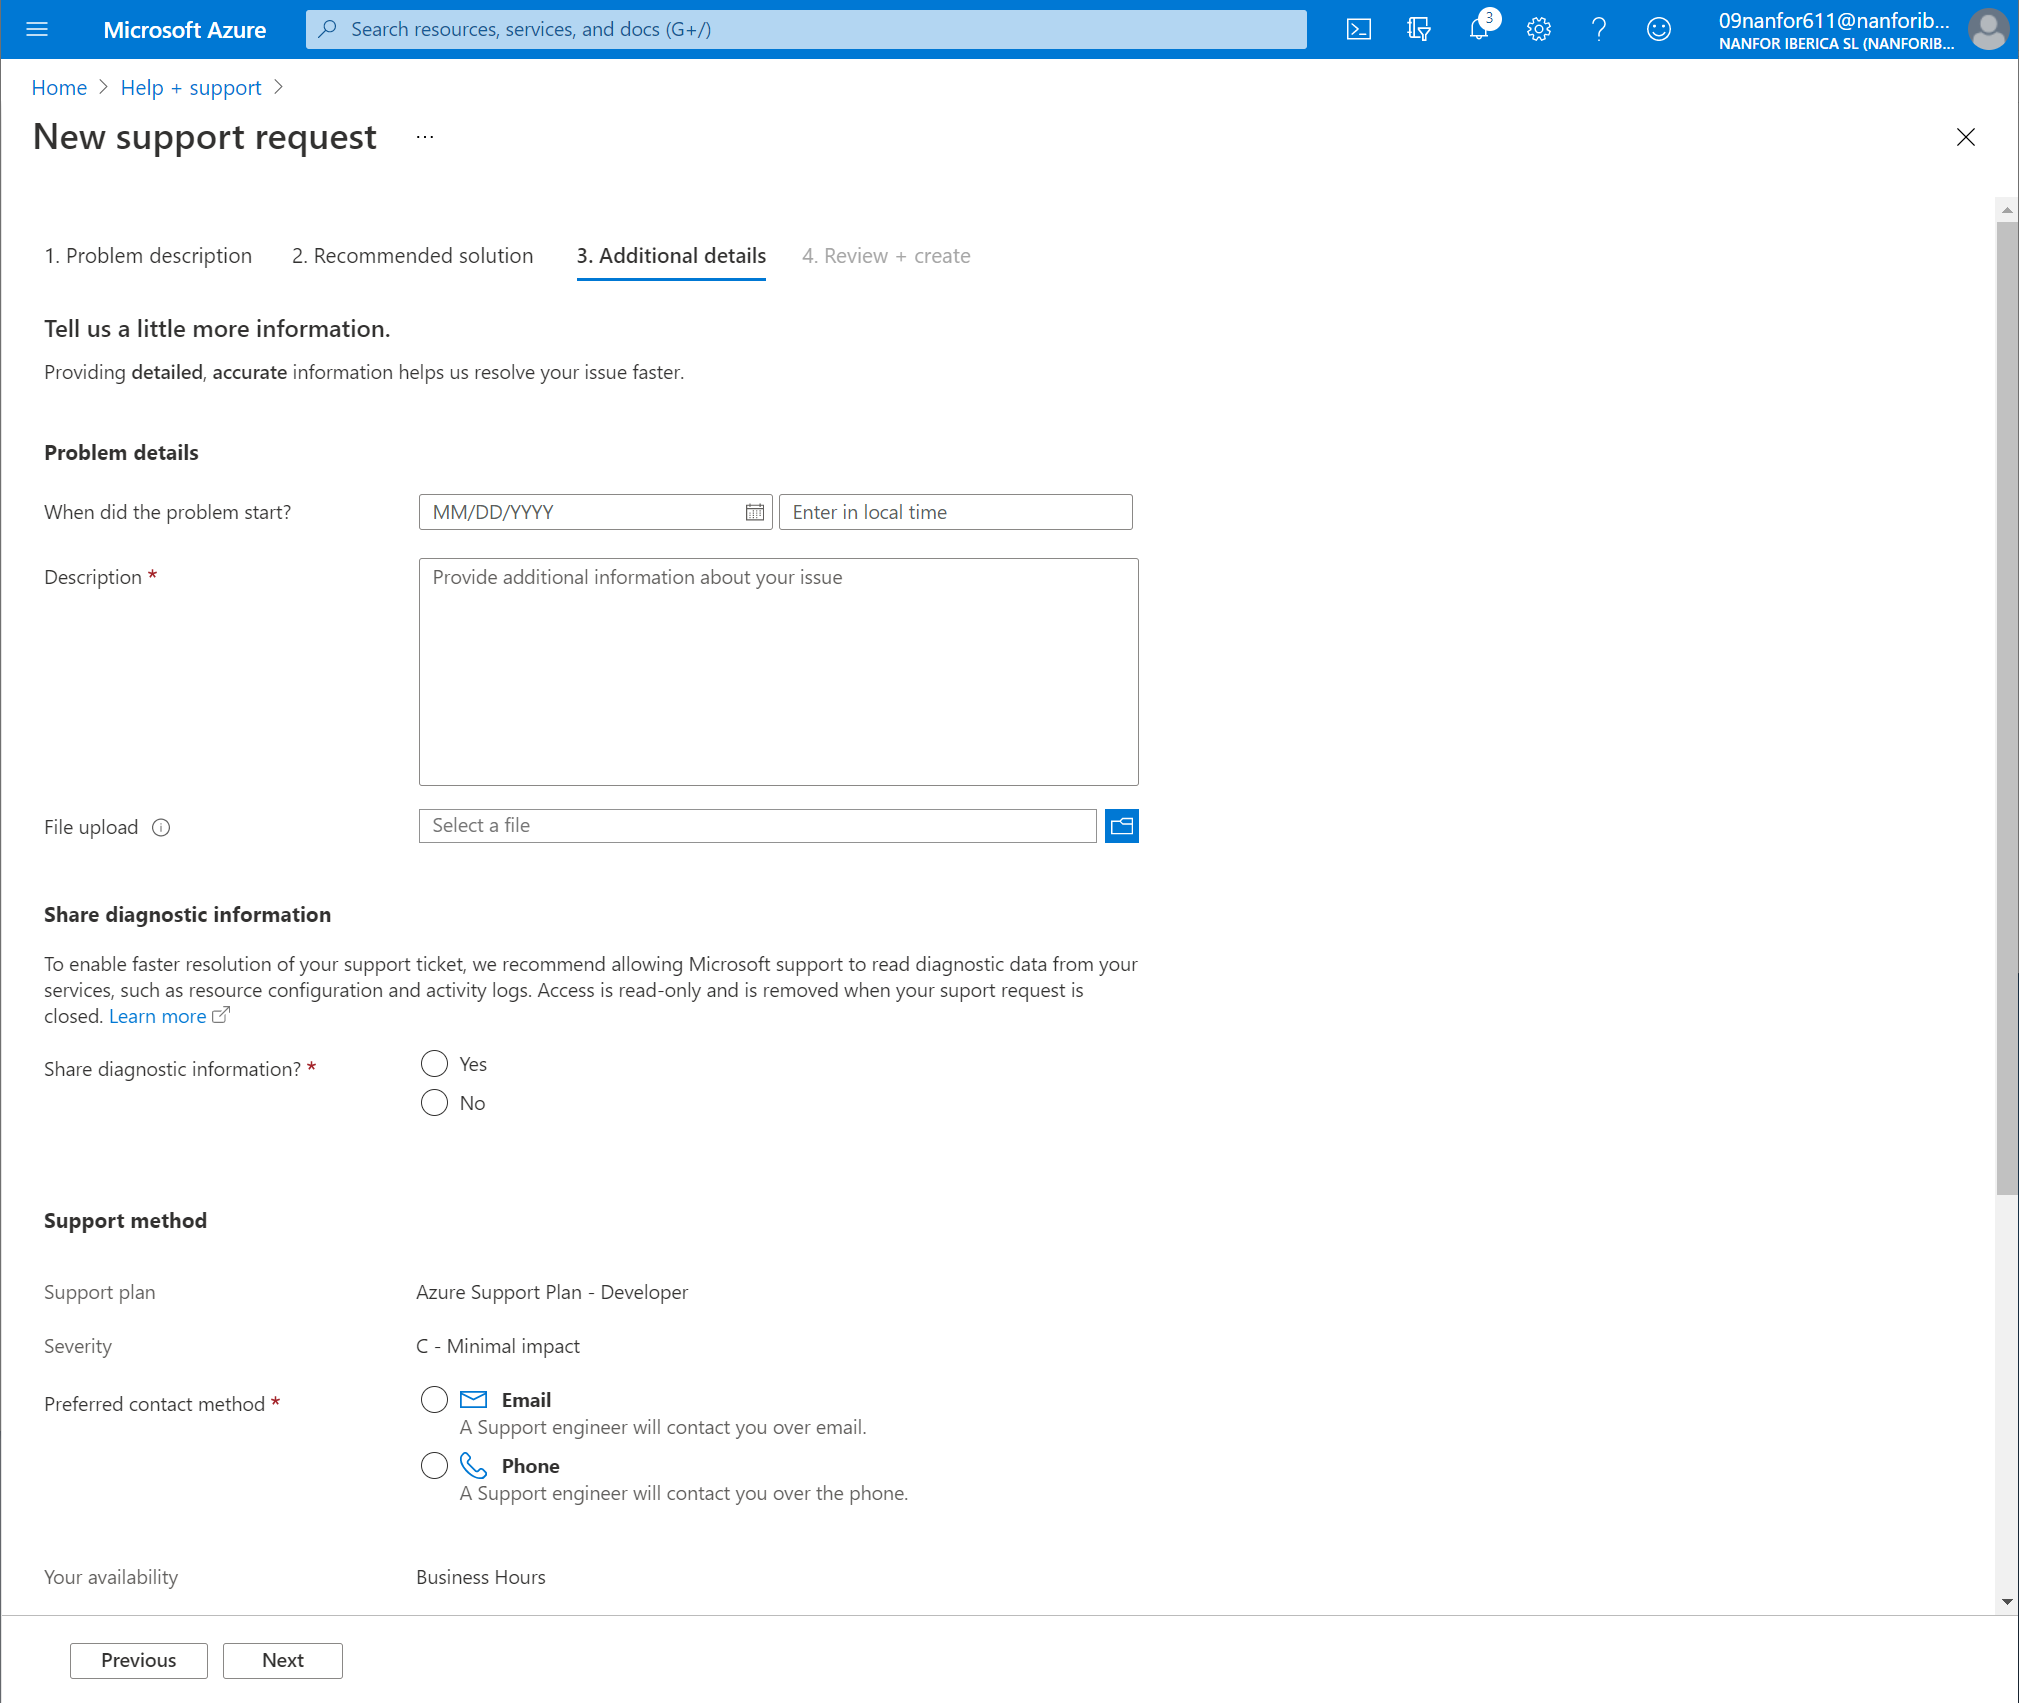 Microsoft Azure
Search resources, services, and docs (G+/)
3
09nanfor611@nanforib...
NANFOR IBERICA SL (NANFORIB...
Home > Help + support >
New support request ...
1. Problem description
2. Recommended solution
3. Additional details
4. Review + create
Tell us a little more information.
Providing detailed, accurate information helps us resolve your issue faster.
Problem details
When did the problem start?
MM/DD/YYYY
Enter in local time
Description *
Provide additional information about your issue
File upload
Select a file
Share diagnostic information
To enable faster resolution of your support ticket, we recommend allowing Microsoft support to read diagnostic data from your
services, such as resource configuration and activity logs. Access is read-only and is removed when your suport request is
closed. Learn more
Share diagnostic information? *
Yes
No
Support method
Support plan
Azure Support Plan - Developer
Severity
C - Minimal impact
Preferred contact method *
Email
A Support engineer will contact you over email.
Phone
A Support engineer will contact you over the phone.
Your availability
Business Hours
Previous
Next